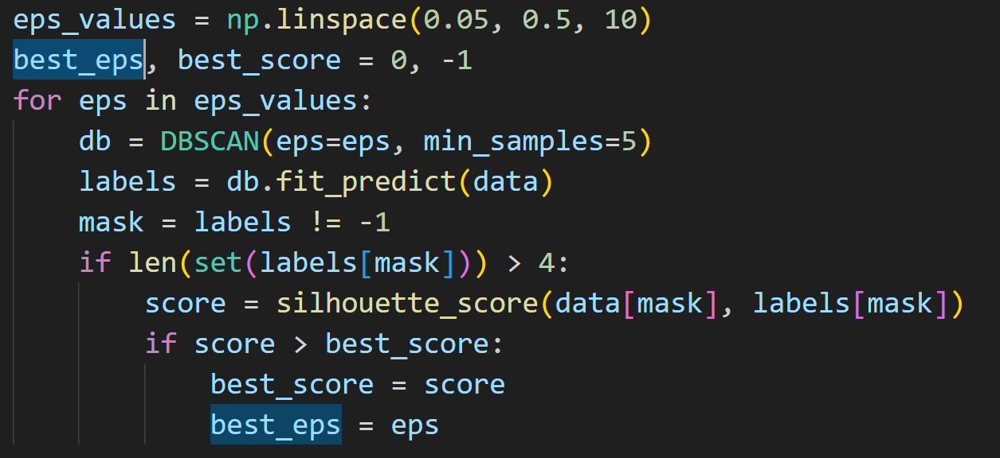 eps_values = np.linspace(0.05, 0.5, 10)
best_eps, best_score = 0, -1
for eps in eps_values:
    db = DBSCAN(eps=eps, min_samples=5)
    labels = db.fit_predict(data)
    mask = labels != -1
    if len(set(labels[mask])) > 4:
        score = silhouette_score(data[mask], labels[mask])
        if score > best_score:
            best_score = score
            best_eps = eps